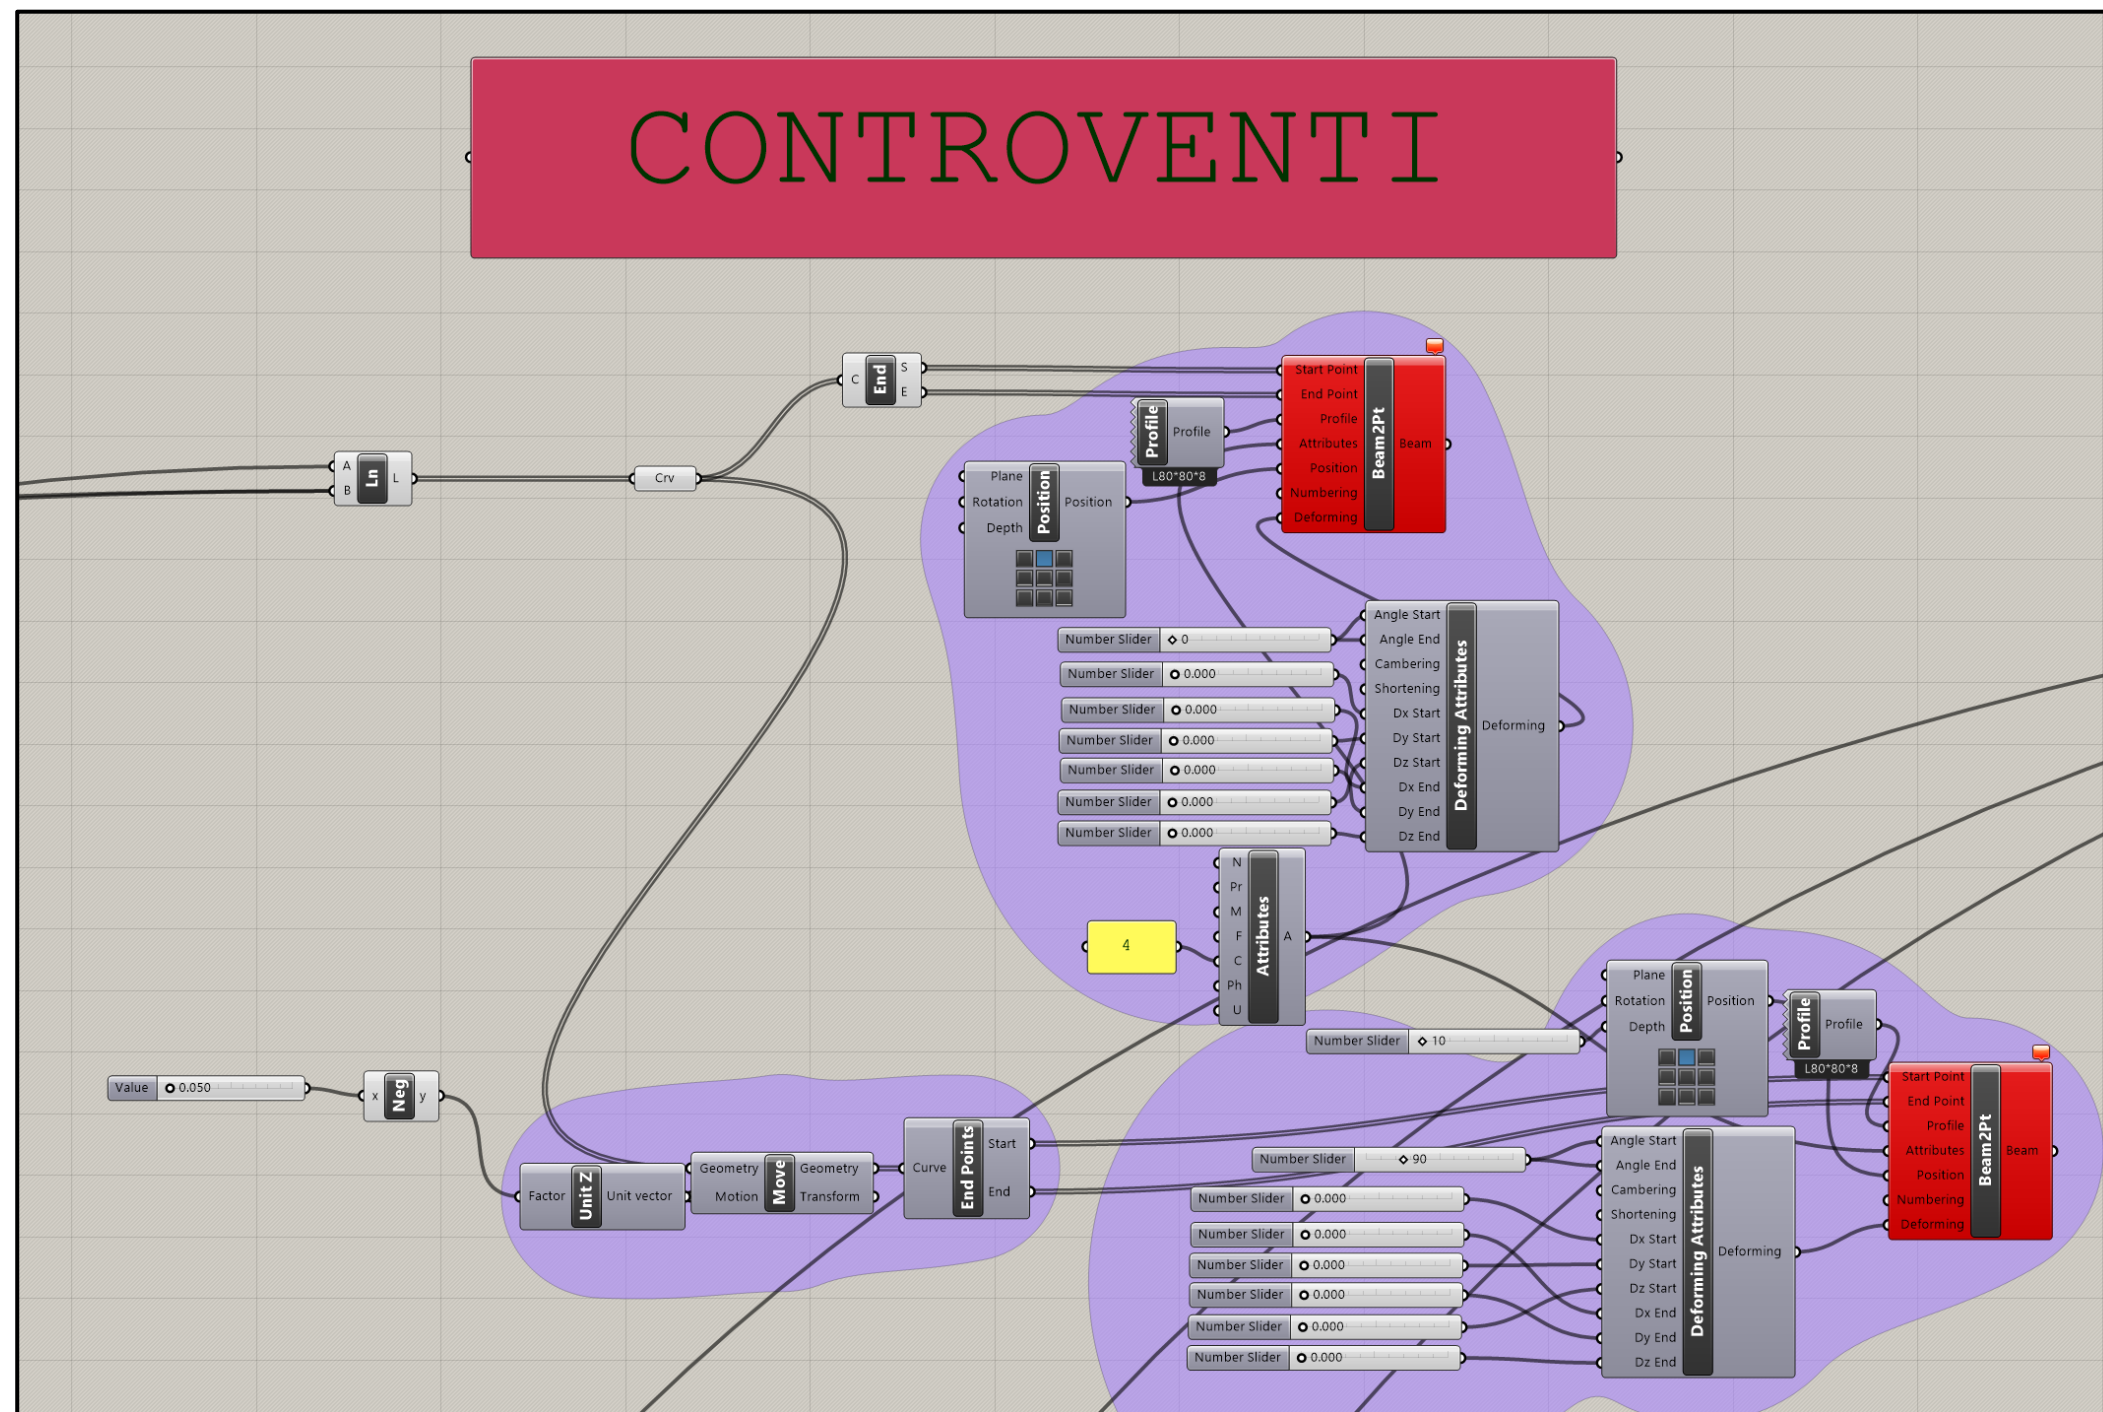 CONTROVENTI
C End S E
Start Point
End Point
Profile
Attributes
Position
Numbering
Deforming
Beam2Pt
Beam
Profile Profile
L80*80*8
A B Ln L
Crv
Plane
Rotation
Depth
Position
Position
Number Slider 0
Number Slider 0.000
Number Slider 0.000
Number Slider 0.000
Number Slider 0.000
Number Slider 0.000
Number Slider 0.000
Angle Start
Angle End
Cambering
Shortening
Dx Start
Dy Start
Dz Start
Dx End
Dy End
Dz End
Deforming Attributes
Deforming
4
N
Pr
M
F
C
Ph
U
Attributes
A
Number Slider 10
Plane
Rotation
Depth
Position
Position
Profile Profile
L80*80*8
Value 0.050
x Neg y
Factor Unit Z Unit vector
Geometry
Motion
Move
Geometry
Transform
Curve End Points
Start
End
Start Point
End Point
Profile
Attributes
Position
Numbering
Deforming
Beam2Pt
Beam
Number Slider 90
Number Slider 0.000
Number Slider 0.000
Number Slider 0.000
Number Slider 0.000
Number Slider 0.000
Number Slider 0.000
Angle Start
Angle End
Cambering
Shortening
Dx Start
Dy Start
Dz Start
Dx End
Dy End
Dz End
Deforming Attributes
Deforming